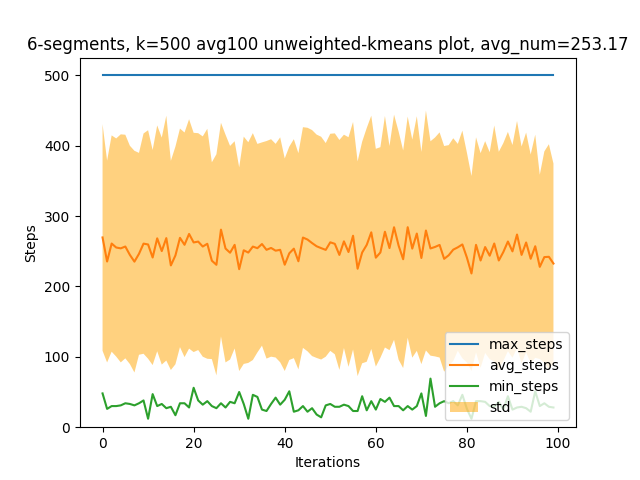 6-segments, k=500 avg100 unweighted-kmeans plot, avg_num=253.17
500
400
300
200
100
0
Steps
0
20
40
60
80
100
Iterations
max_steps
avg_steps
min_steps
std